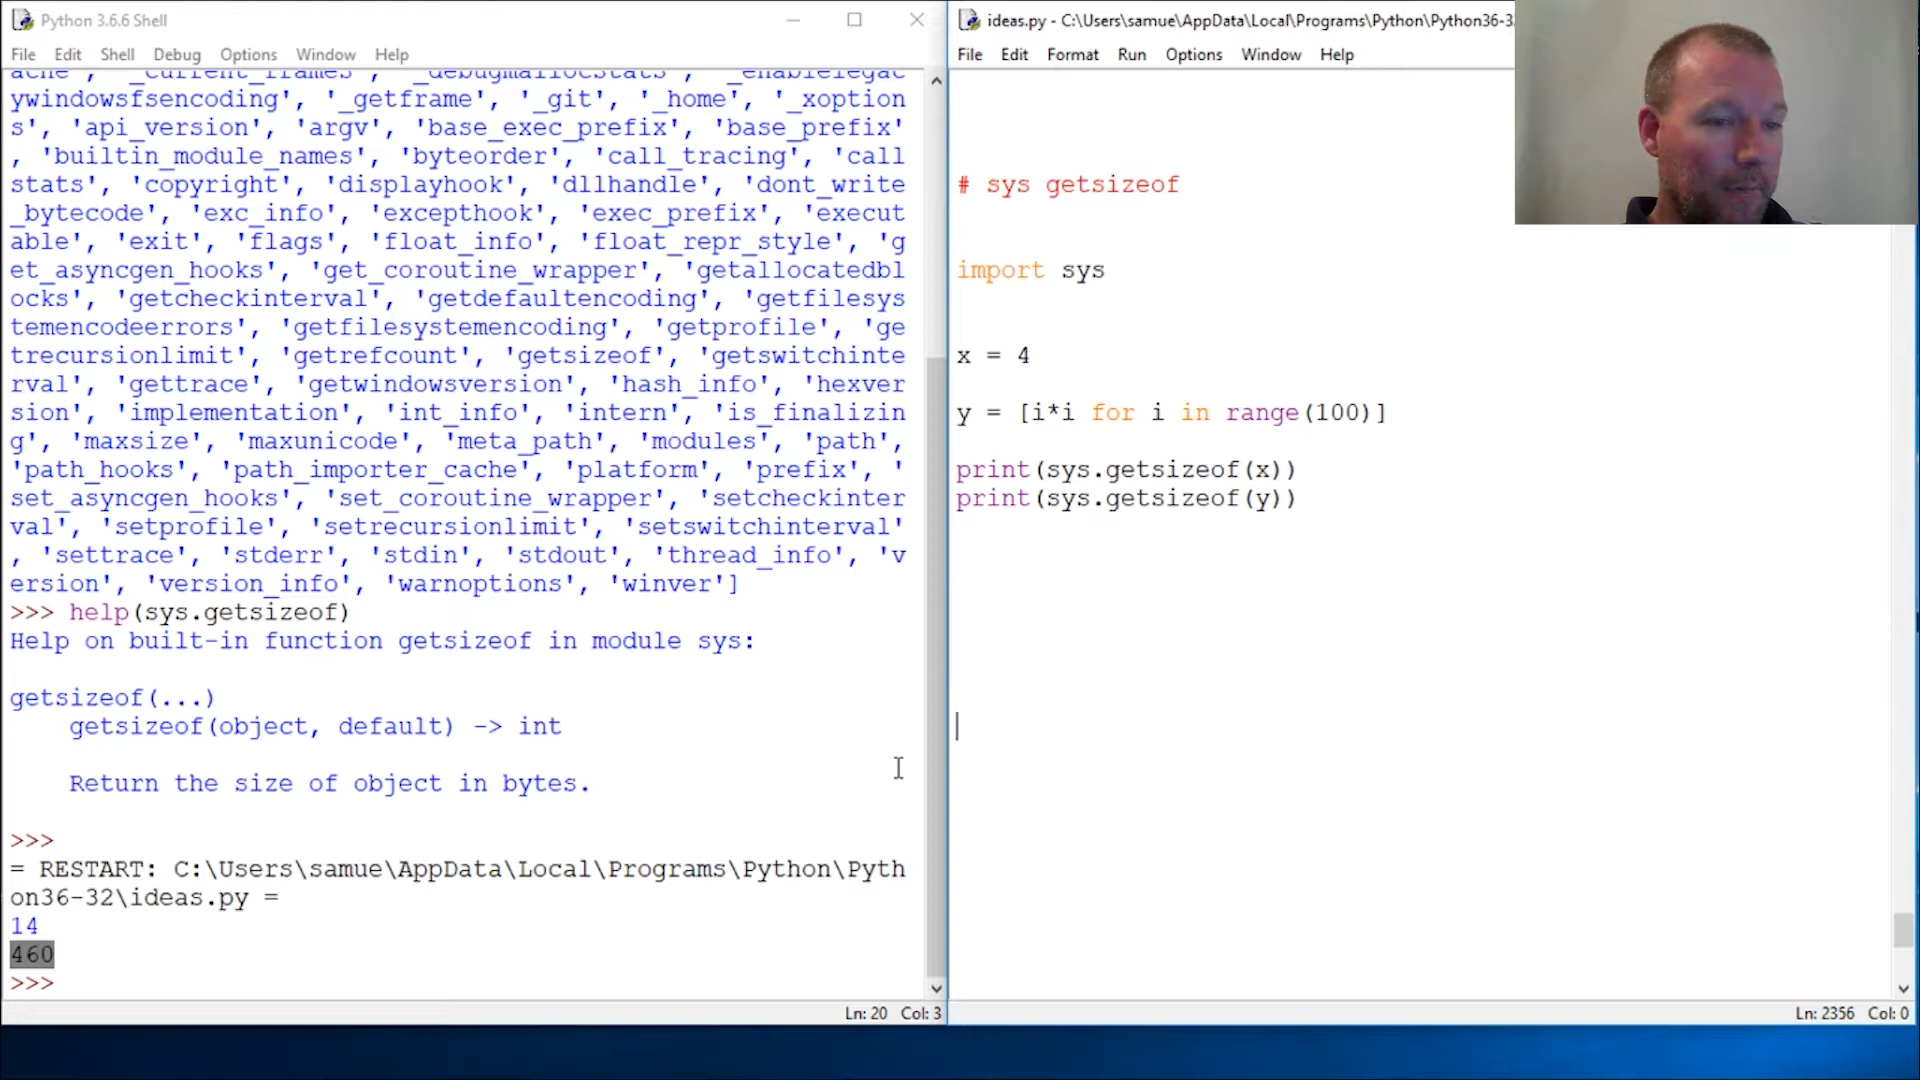 Python 3.6.6 Shell
File Edit Shell Debug Options Window Help
ache', '_current_frames', '_debugmallocstats', '_enablelegac
ywindowsfsencoding', '_getframe', '_git', '_home', '_xoption
s', 'api_version', 'argv', 'base_exec_prefix', 'base_prefix'
, 'builtin_module_names', 'byteorder', 'call_tracing', 'call
stats', 'copyright', 'displayhook', 'dllhandle', 'dont_write
_bytecode', 'exc_info', 'excepthook', 'exec_prefix', 'execut
able', 'exit', 'flags', 'float_info', 'float_repr_style', 'g
et_asyncgen_hooks', 'get_coroutine_wrapper', 'getallocatedbl
ocks', 'getcheckinterval', 'getdefaultencoding', 'getfilesys
temencodeerrors', 'getfilesystemencoding', 'getprofile', 'ge
trecursionlimit', 'getrefcount', 'getsizeof', 'getswitchinte
rval', 'gettrace', 'getwindowsversion', 'hash_info', 'hexver
sion', 'implementation', 'int_info', 'intern', 'is_finalizin
g', 'maxsize', 'maxunicode', 'meta_path', 'modules', 'path',
'path_hooks', 'path_importer_cache', 'platform', 'prefix', '
set_asyncgen_hooks', 'set_coroutine_wrapper', 'setcheckinter
val', 'setprofile', 'setrecursionlimit', 'setswitchinterval'
, 'settrace', 'stderr', 'stdin', 'stdout', 'thread_info', 'v
ersion', 'version_info', 'warnoptions', 'winver']
>>> help(sys.getsizeof)
Help on built-in function getsizeof in module sys:
getsizeof(...)
getsizeof(object, default) -> int
Return the size of object in bytes.
>>>
= RESTART: C:\Users\samue\AppData\Local\Programs\Python\Pyth
on36-32\ideas.py =
14
460
>>>
Ln: 20 Col: 3
ideas.py - C:\Users\samue\AppData\Local\Programs\Python\Python36-3
File Edit Format Run Options Window Help
# sys getsizeof
import sys
x = 4
y = [i*i for i in range(100)]
print(sys.getsizeof(x))
print(sys.getsizeof(y))
Ln: 2356 Col: 0